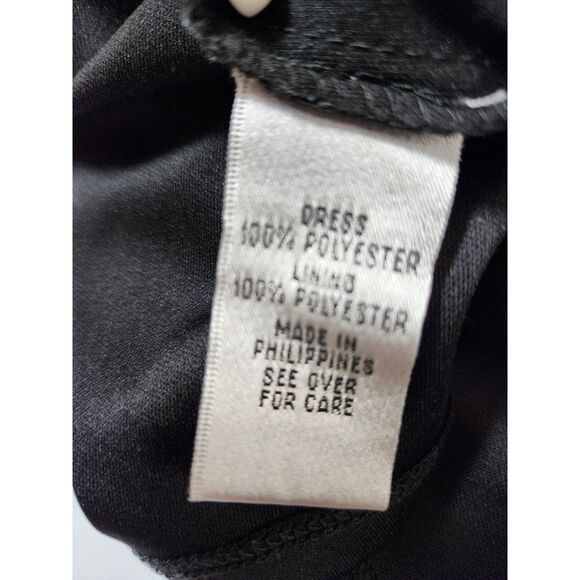 DRESS
100% POLYESTER
LINING
100% POLYESTER
MADE IN
PHILIPPINES
SEE OVER
FOR CARE